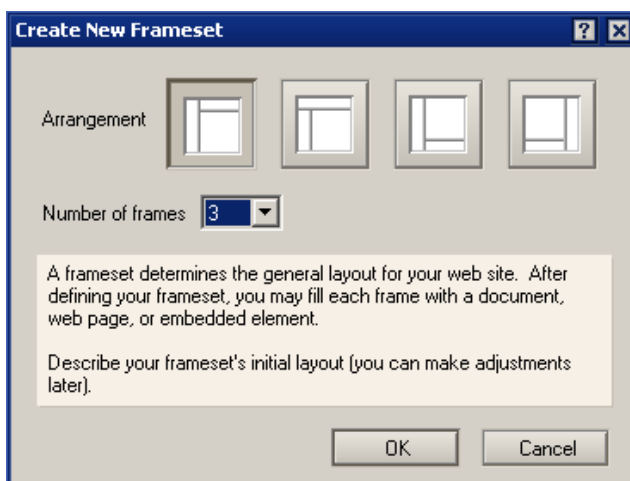 Create New Frameset
Arrangement
Number of frames 3
A frameset determines the general layout for your web site. After
defining your frameset, you may fill each frame with a document,
web page, or embedded element.
Describe your frameset's initial layout (you can make adjustments
later).
OK Cancel